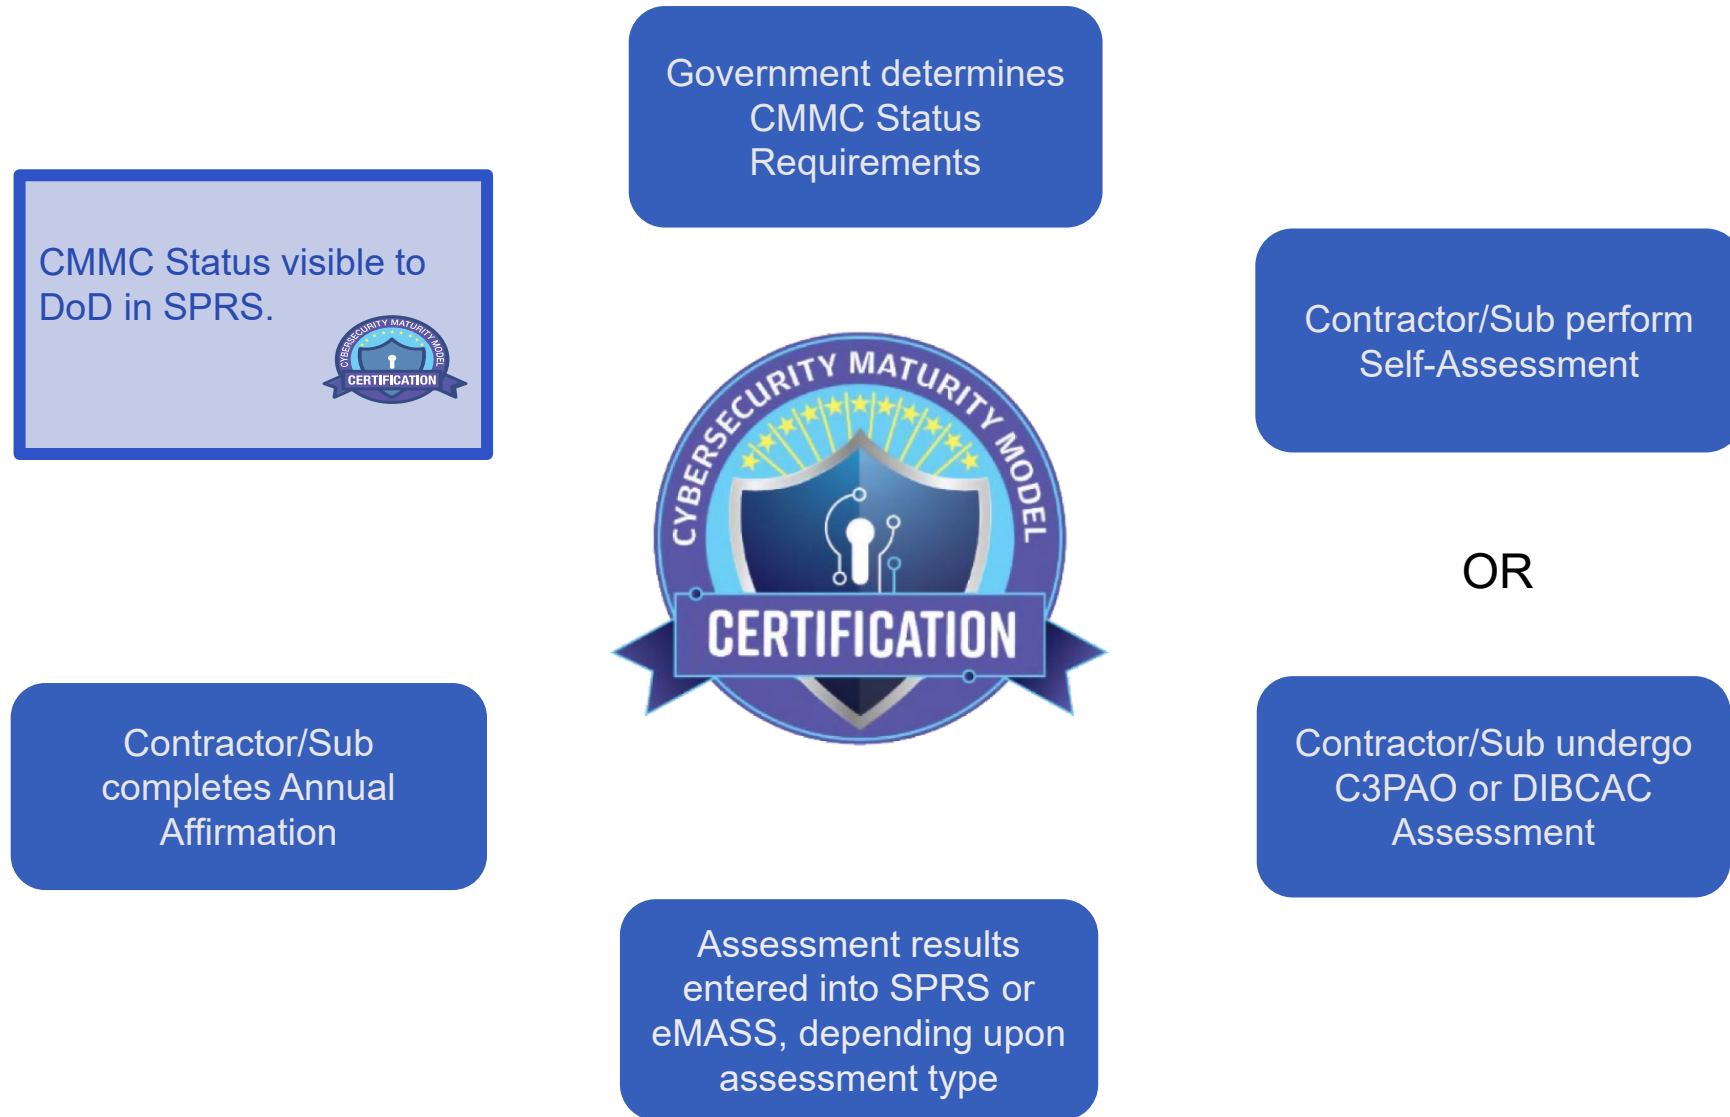 Government determines
CMMC Status
Requirements
CMMC Status visible to
DoD in SPRS.
CYBERSECURITY MATURITY MODEL
CERTIFICATION
Contractor/Sub perform
Self-Assessment
CYBERSECURITY MATURITY MODEL
CERTIFICATION
OR
Contractor/Sub undergo
C3PAO or DIBCAC
Assessment
Contractor/Sub
completes Annual
Affirmation
Assessment results
entered into SPRS or
eMASS, depending upon
assessment type